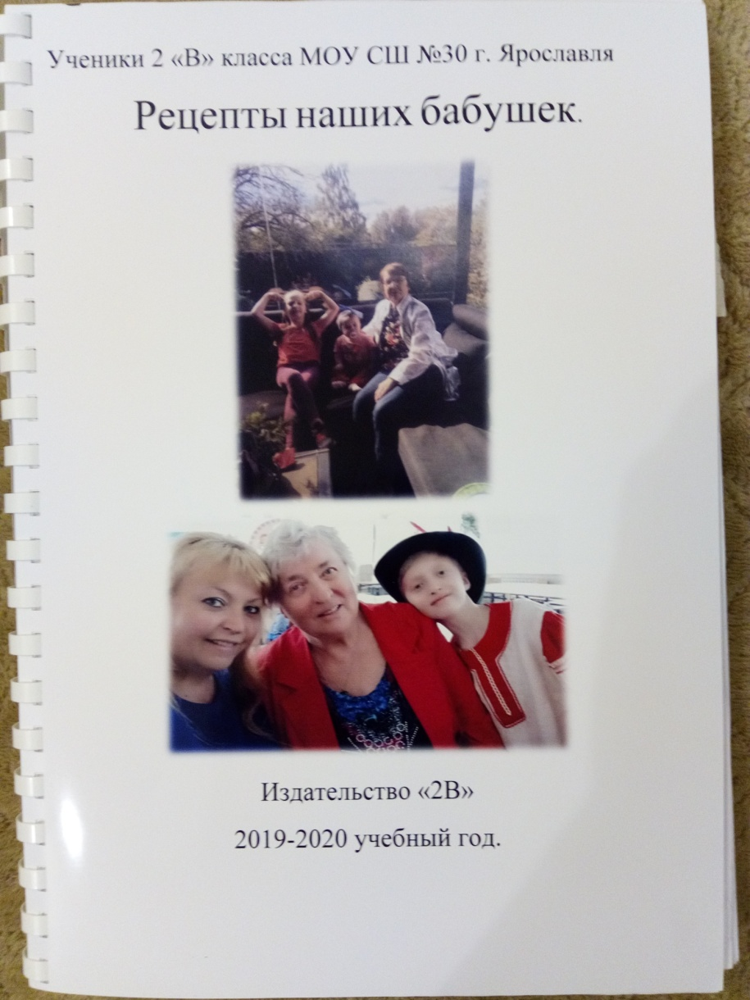 Ученики 2 «В» класса МОУ СШ №30 г. Ярославля
Рецепты наших бабушек.
Издательство «2В»
2019-2020 учебный год.